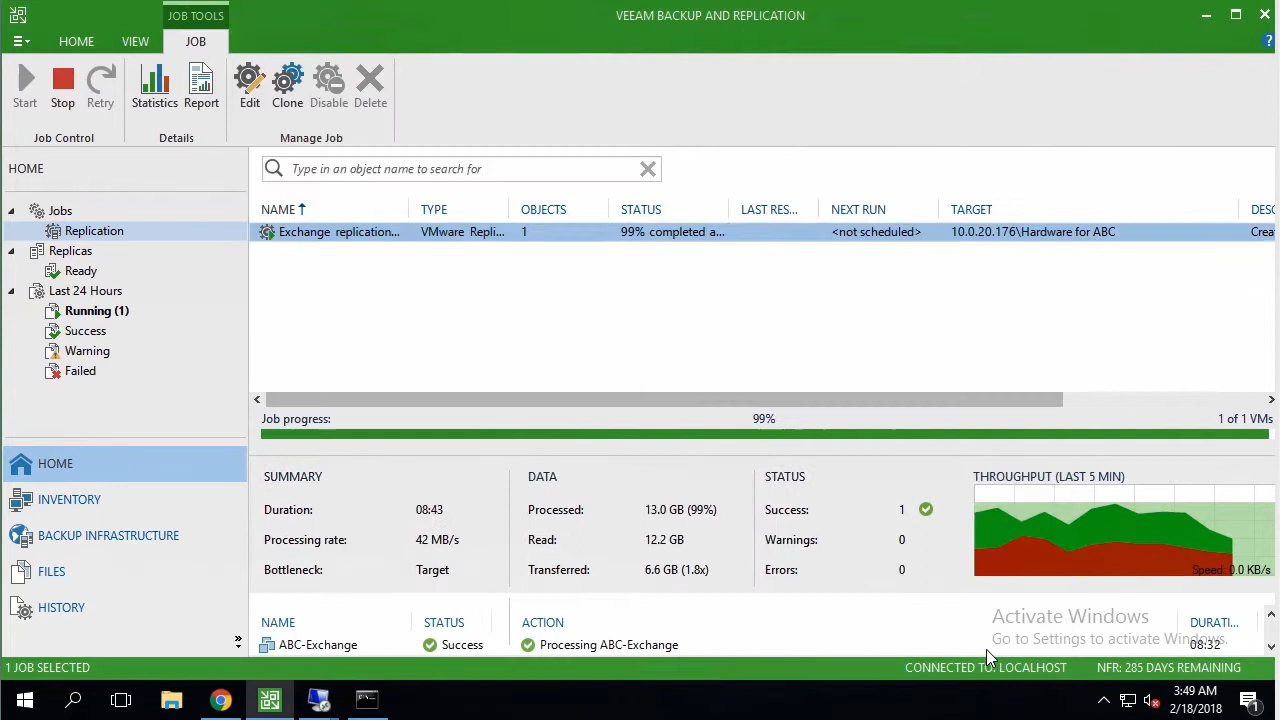 JOB TOOLS
VEEAM BACKUP AND REPLICATION
HOME VIEW JOB
Start Stop Retry Statistics Report Edit Clone Disable Delete
Job Control Details Manage Job
HOME
Type in an object name to search for
Jobs
Replication
Replicas
Ready
Last 24 Hours
Running (1)
Success
Warning
Failed
HOME
INVENTORY
BACKUP INFRASTRUCTURE
FILES
HISTORY
NAME TYPE OBJECTS STATUS LAST RES... NEXT RUN TARGET DESC
Exchange replication... VMware Repli... 1 99% completed a... <not scheduled> 10.0.20.176\Hardware for ABC Crea
Job progress: 99% 1 of 1 VMs
SUMMARY
Duration: 08:43
Processing rate: 42 MB/s
Bottleneck: Target
DATA
Processed: 13.0 GB (99%)
Read: 12.2 GB
Transferred: 6.6 GB (1.8x)
STATUS
Success: 1
Warnings: 0
Errors: 0
THROUGHPUT (LAST 5 MIN)
Speed: 0.0 KB/s
NAME STATUS ACTION DURATI...
ABC-Exchange Success Processing ABC-Exchange 08:32
Activate Windows
Go to Settings to activate Windows.
1 JOB SELECTED CONNECTED TO: LOCALHOST NFR: 285 DAYS REMAINING
3:49 AM
2/18/2018
1